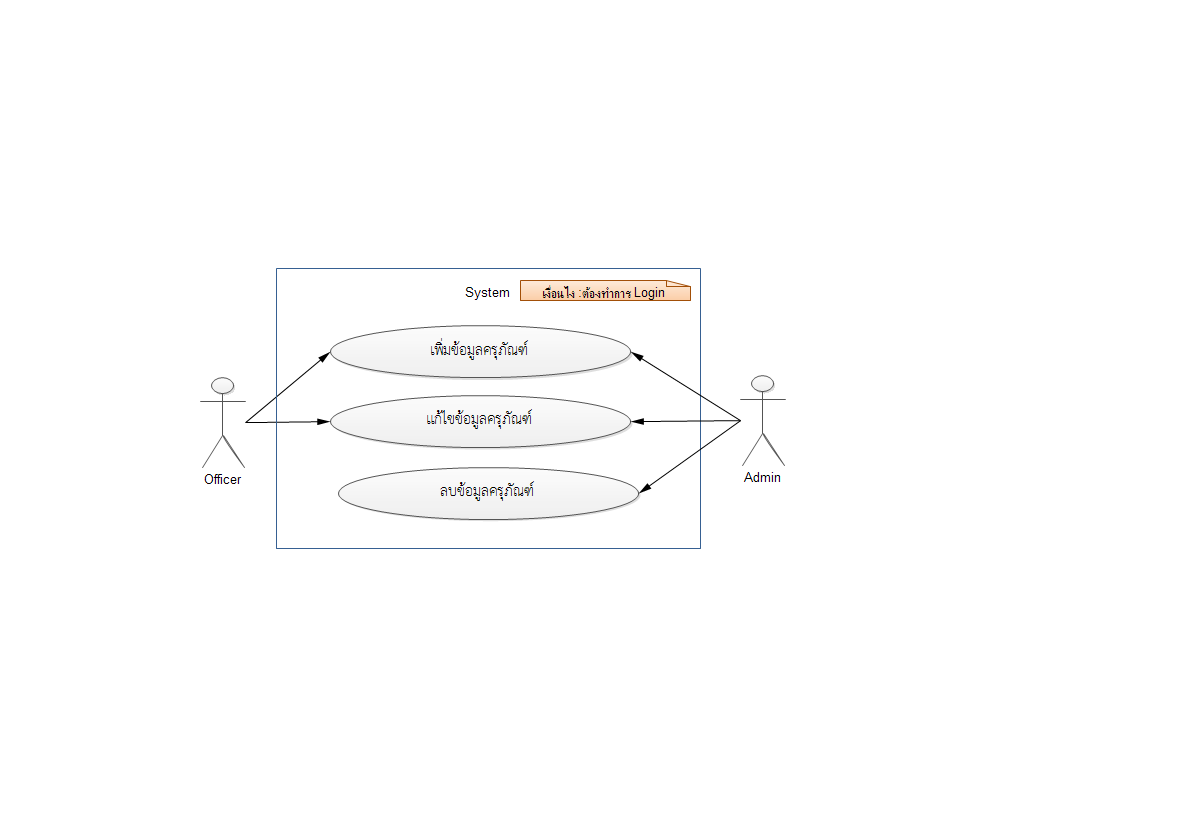 System
เงื่อนไข :ต้องทำการ Login
เพิ่มข้อมูลครุภัณฑ์
แก้ไขข้อมูลครุภัณฑ์
ลบข้อมูลครุภัณฑ์
Officer
Admin